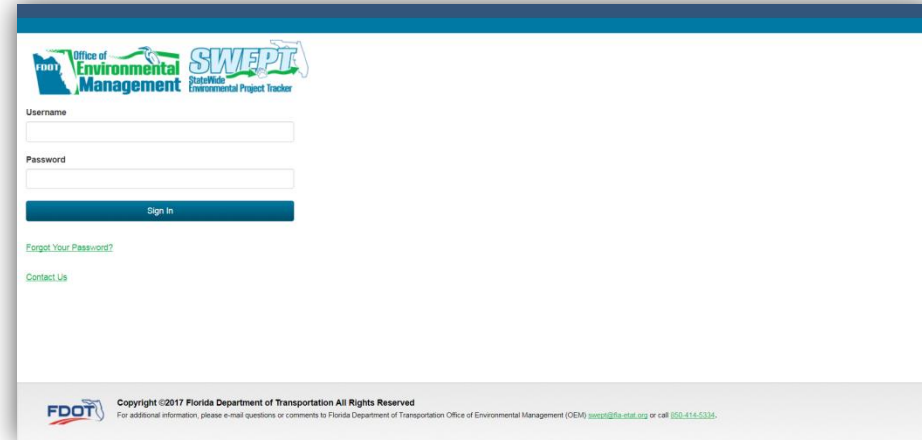 FDOT
Office of
Environmental
Management
SWEPT
StateWide
Environmental Project Tracker
Username
Password
Sign In
Forgot Your Password?
Contact Us
FDOT
Copyright ©2017 Florida Department of Transportation All Rights Reserved
For additional information, please e-mail questions or comments to Florida Department of Transportation Office of Environmental Management (OEM) swept@fla-etat.org or call 850-414-5334.